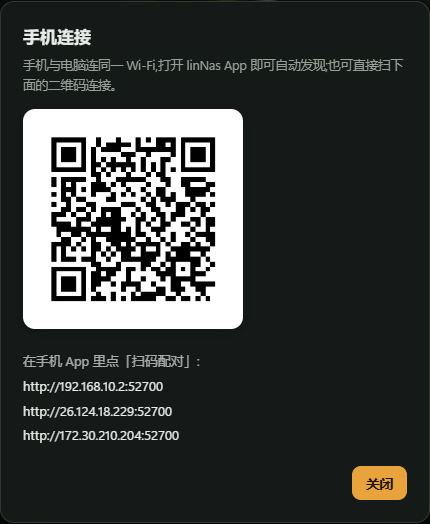 手机连接
手机与电脑连同一 Wi-Fi,打开 linNas App 即可自动发现;也可直接扫下
面的二维码连接。
在手机 App 里点「扫码配对」:
http://192.168.10.2:52700
http://26.124.18.229:52700
http://172.30.210.204:52700
关闭